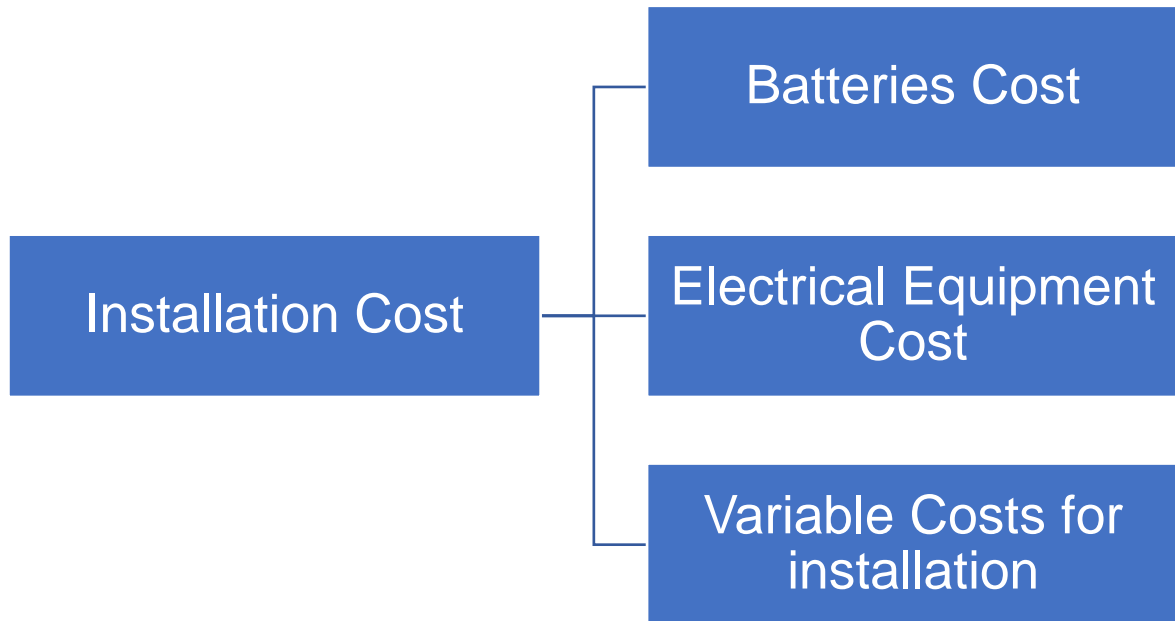 Batteries Cost
Installation Cost
Electrical Equipment
Cost
Variable Costs for
installation